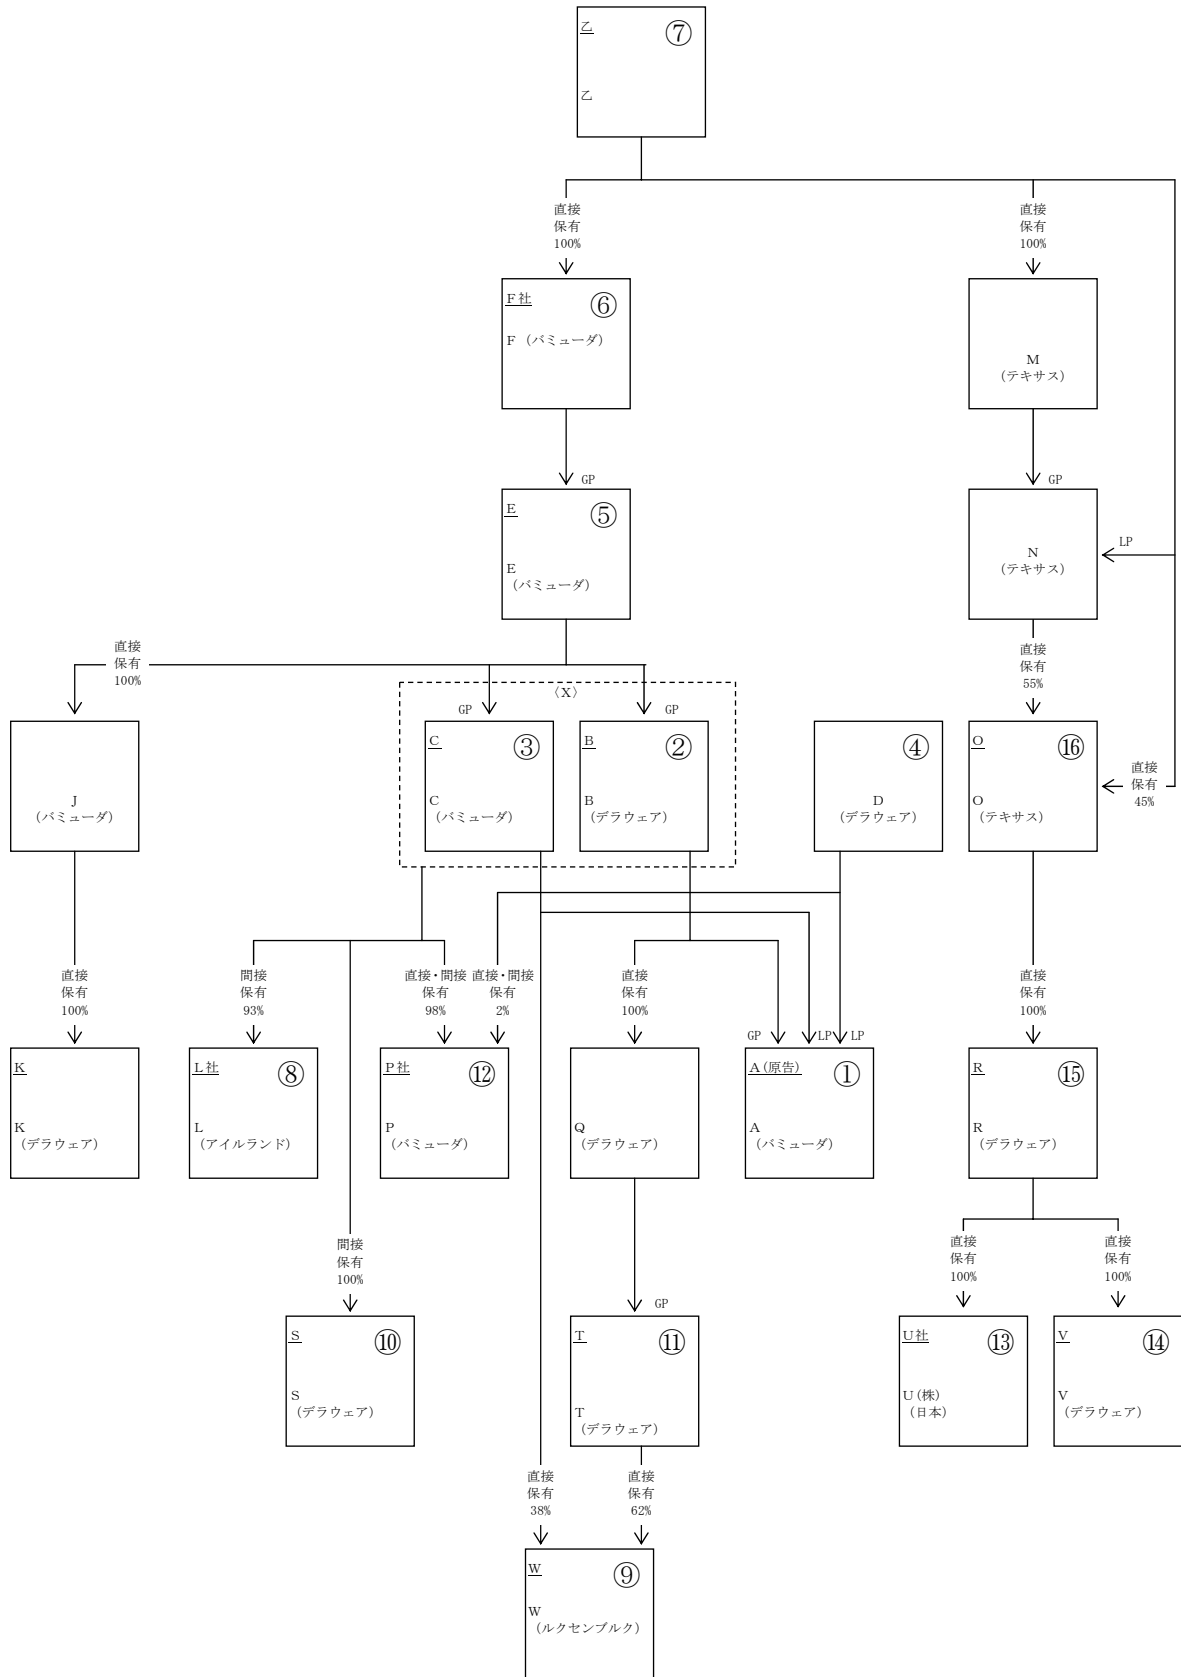 乙 ⑦
乙
直接
保有
100%
直接
保有
100%
F社 ⑥
F（バミューダ）
M
（テキサス）
GP
GP
E ⑤
E
（バミューダ）
N
（テキサス）
LP
直接
保有
100%
直接
保有
55%
〈X〉
GP
GP
J
（バミューダ）
C ③
C
（バミューダ）
B ②
B
（デラウェア）
④
D
（デラウェア）
O ⑯
O
（テキサス）
直接
保有
45%
直接
保有
100%
間接
保有
93%
直接・間接
保有
98%
直接・間接
保有
2%
直接
保有
100%
GP
LP
LP
直接
保有
100%
K
K
（デラウェア）
L社 ⑧
L
（アイルランド）
P社 ⑫
P
（バミューダ）
Q
（デラウェア）
A（原告） ①
A
（バミューダ）
R ⑮
R
（デラウェア）
間接
保有
100%
GP
直接
保有
100%
直接
保有
100%
S ⑩
S
（デラウェア）
T ⑪
T
（デラウェア）
U社 ⑬
U（株）
（日本）
V ⑭
V
（デラウェア）
直接
保有
38%
直接
保有
62%
W ⑨
W
（ルクセンブルク）